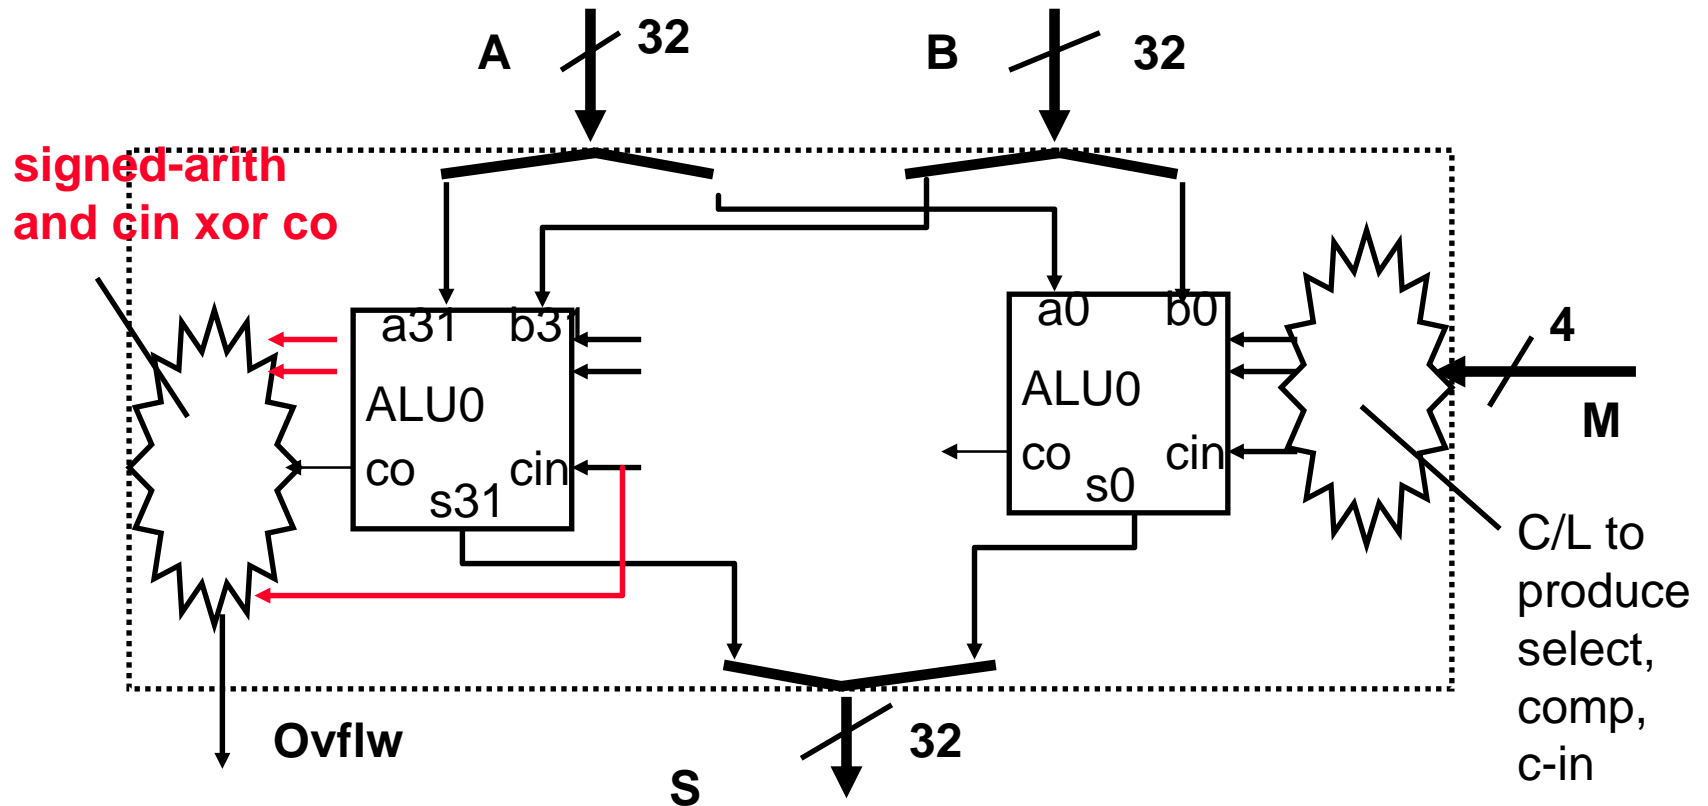 A
32
B
32
signed-arith
and cin xor co
a31
b31
a0
b0
4
ALU0
ALU0
M
co
cin
co
cin
s31
s0
C/L to
produce
select,
comp,
c-in
Ovflw
32
S